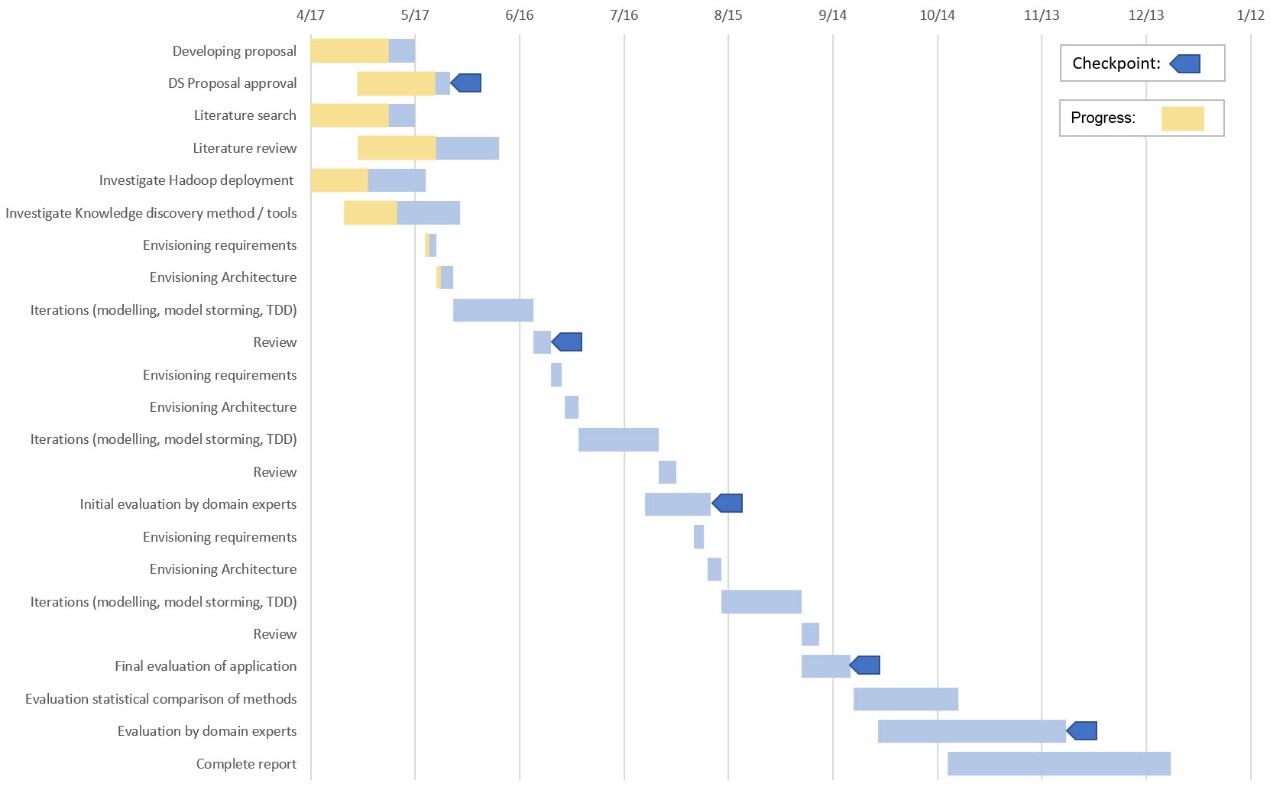 4/17 5/17 6/16 7/16 8/15 9/14 10/14 11/13 12/13 1/12
Developing proposal
Checkpoint:
DS Proposal approval
Literature search
Progress:
Literature review
Investigate Hadoop deployment
Investigate Knowledge discovery method / tools
Envisioning requirements
Envisioning Architecture
Iterations (modelling, model storming, TDD)
Review
Envisioning requirements
Envisioning Architecture
Iterations (modelling, model storming, TDD)
Review
Initial evaluation by domain experts
Envisioning requirements
Envisioning Architecture
Iterations (modelling, model storming, TDD)
Review
Final evaluation of application
Evaluation statistical comparison of methods
Evaluation by domain experts
Complete report